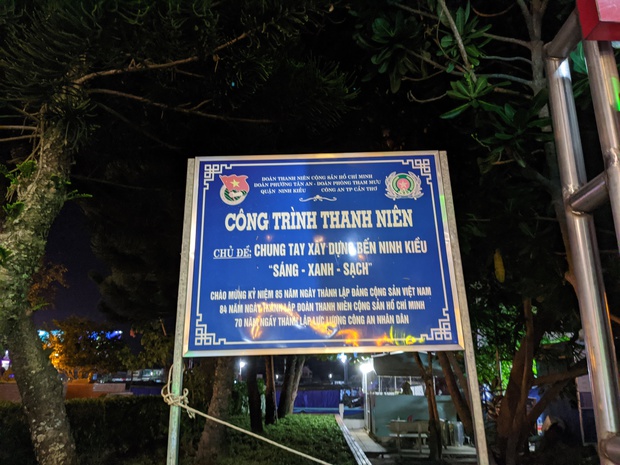 ĐOÀN THANH NIÊN CỘNG SẢN HỒ CHÍ MINH
ĐOÀN PHƯỜNG TÂN AN - ĐOÀN PHÒNG THAM MƯU
QUẬN NINH KIỀU CÔNG AN TP CẦN THƠ
CÔNG TRÌNH THANH NIÊN
CHỦ ĐỀ: CHUNG TAY XÂY DỰNG BẾN NINH KIỀU
"SÁNG - XANH - SẠCH"
CHÀO MỪNG KỶ NIỆM 85 NĂM NGÀY THÀNH LẬP ĐẢNG CỘNG SẢN VIỆT NAM
84 NĂM NGÀY THÀNH LẬP ĐOÀN THANH NIÊN CỘNG SẢN HỒ CHÍ MINH
70 NĂM NGÀY THÀNH LẬP LỰC LƯỢNG CÔNG AN NHÂN DÂN